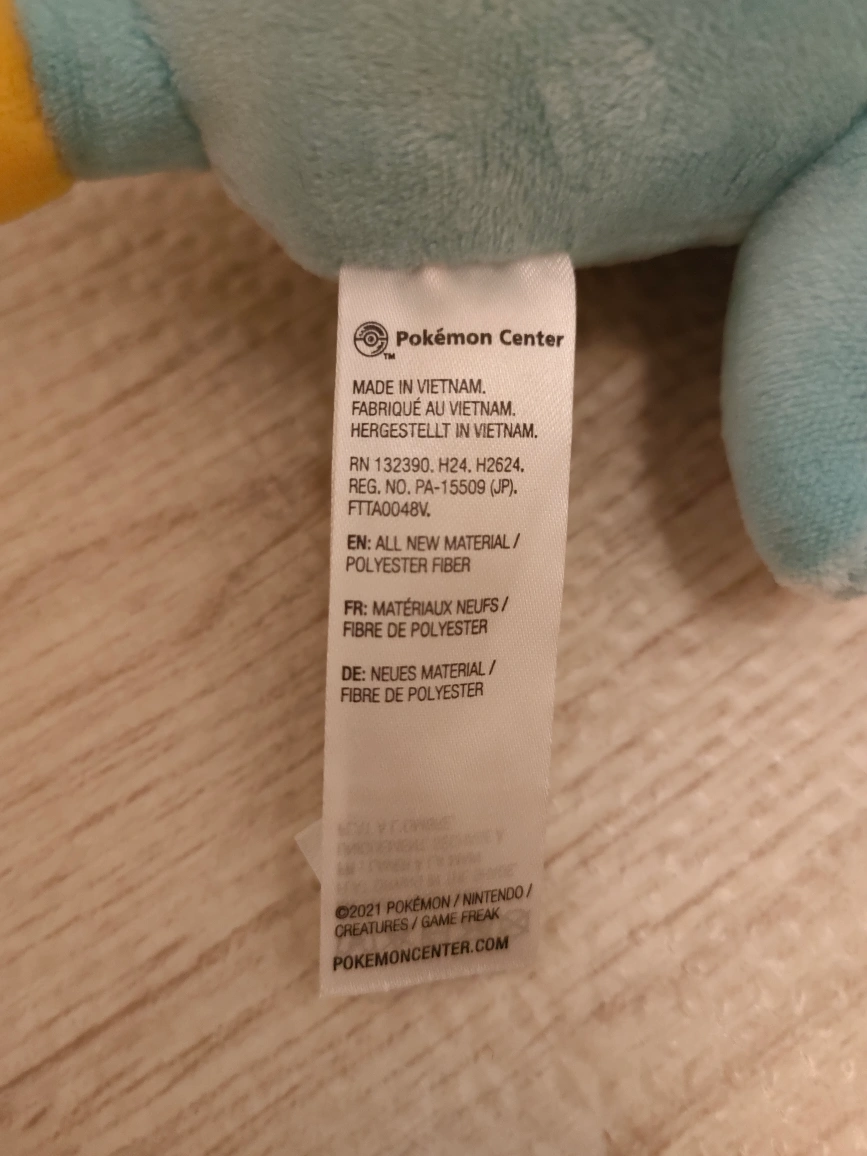 Pokémon Center
TM
MADE IN VIETNAM.
FABRIQUÉ AU VIETNAM.
HERGESTELLT IN VIETNAM.
RN 132390. H24. H2624.
REG. NO. PA-15509 (JP).
FTTA0048V.
EN: ALL NEW MATERIAL /
POLYESTER FIBER
FR: MATÉRIAUX NEUFS /
FIBRE DE POLYESTER
DE: NEUES MATERIAL /
FIBRE DE POLYESTER
©2021 POKÉMON / NINTENDO /
CREATURES / GAME FREAK
POKEMONCENTER.COM